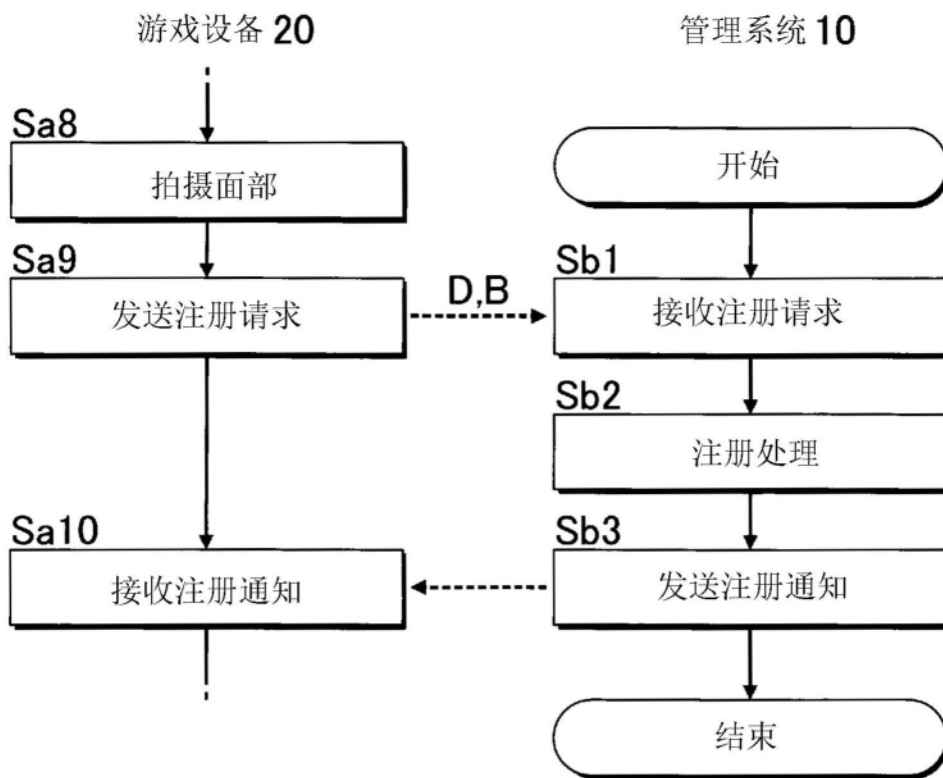 游戏设备 20
管理系统 10
Sa8
拍摄面部
开始
Sa9
发送注册请求
D,B
Sb1
接收注册请求
Sb2
注册处理
Sa10
接收注册通知
Sb3
发送注册通知
结束